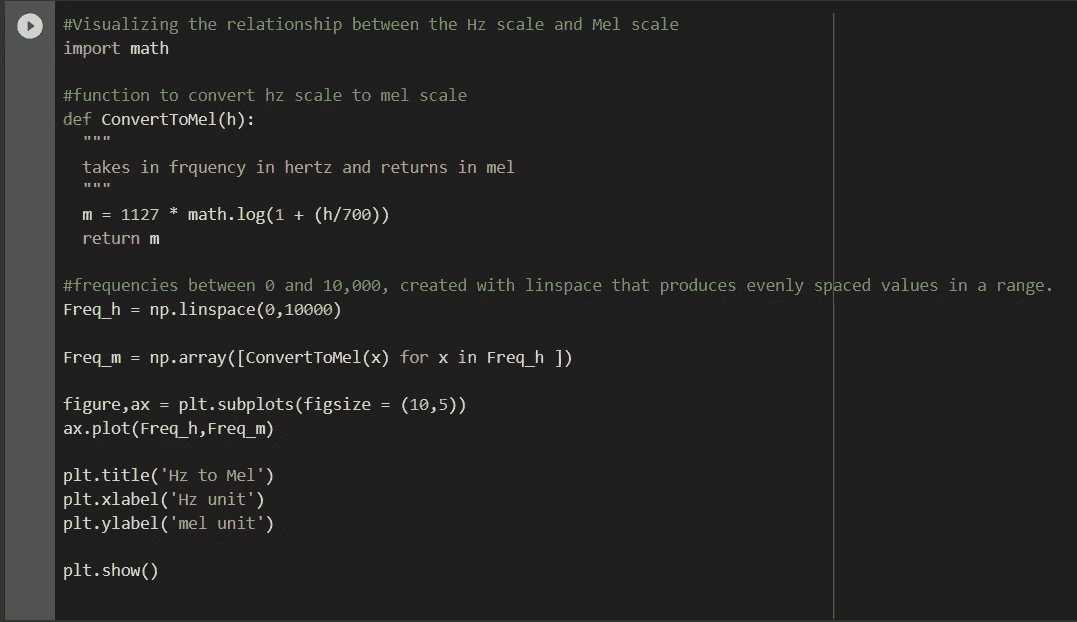 #Visualizing the relationship between the Hz scale and Mel scale
import math
#function to convert hz scale to mel scale
def ConvertToMel(h):
"""
takes in frquency in hertz and returns in mel
"""
m = 1127 * math.log(1 + (h/700))
return m
#frequencies between 0 and 10,000, created with linspace that produces evenly spaced values in a range.
Freq_h = np.linspace(0,10000)
Freq_m = np.array([ConvertToMel(x) for x in Freq_h ])
figure,ax = plt.subplots(figsize = (10,5))
ax.plot(Freq_h,Freq_m)
plt.title('Hz to Mel')
plt.xlabel('Hz unit')
plt.ylabel('mel unit')
plt.show()